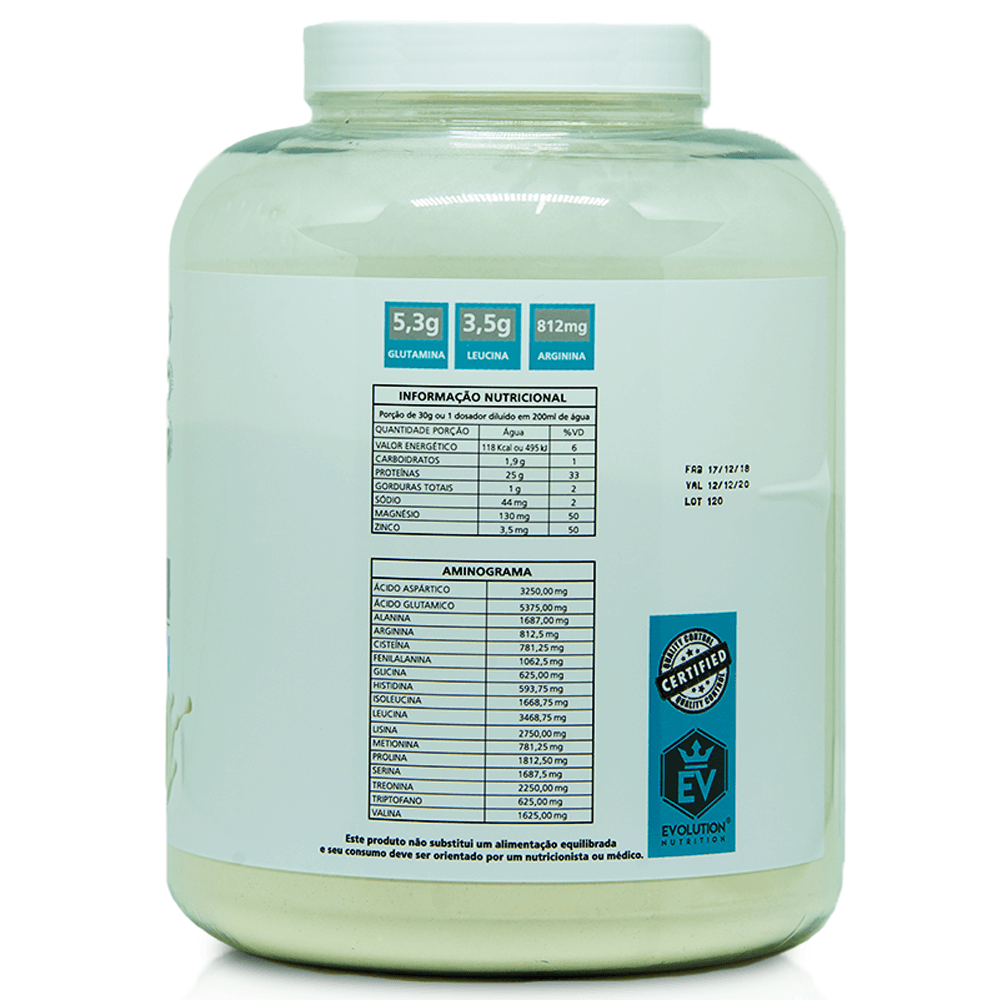 5,3g 3,5g 812mg
GLUTAMINA LEUCINA ARGININA
INFORMAÇÃO NUTRICIONAL
Porção de 30g ou 1 dosador diluído em 200ml de água
QUANTIDADE PORÇÃO Água %VD
VALOR ENERGÉTICO 118 Kcal ou 495 kJ 6
CARBOIDRATOS 1,9 g 1
PROTEÍNAS 25 g 33
GORDURAS TOTAIS 1 g 2
SÓDIO 44 mg 2
MAGNÉSIO 130 mg 50
ZINCO 3,5 mg 50
FAB 17/12/18
VAL 12/12/20
LOT 120
AMINOGRAMA
ÁCIDO ASPÁRTICO 3250,00 mg
ÁCIDO GLUTAMICO 5375,00 mg
ALANINA 1687,00 mg
ARGININA 812,5 mg
CISTEÍNA 781,25 mg
FENILALANINA 1062,5 mg
GLICINA 625,00 mg
HISTIDINA 593,75 mg
ISOLEUCINA 1668,75 mg
LEUCINA 3468,75 mg
LISINA 2750,00 mg
METIONINA 781,25 mg
PROLINA 1812,50 mg
SERINA 1687,5 mg
TREONINA 2250,00 mg
TRIPTOFANO 625,00 mg
VALINA 1625,00 mg
QUALITY CONTROL
CERTIFIED
QUALITY CONTROL
EV
EVOLUTION®
NUTRITION
Este produto não substitui um alimentação equilibrada
e seu consumo deve ser orientado por um nutricionista ou médico.